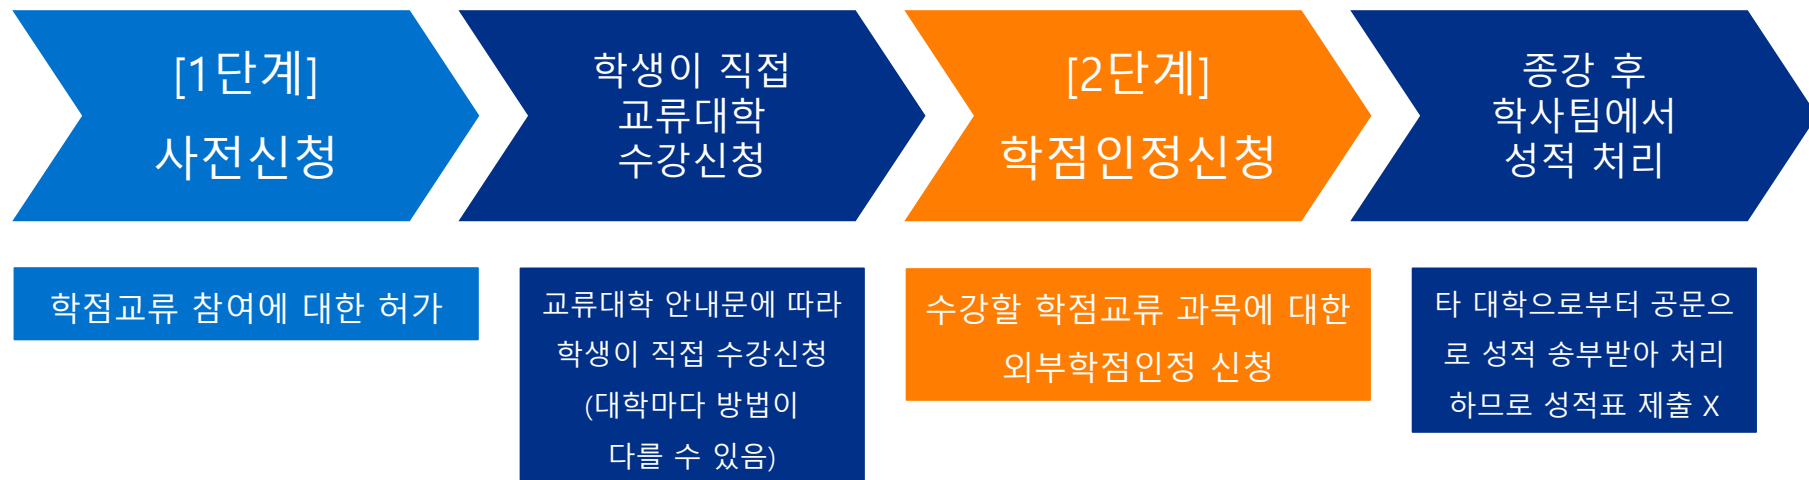 [1단계]
사전신청
학생이 직접
교류대학
수강신청
[2단계]
학점인정신청
종강 후
학사팀에서
성적 처리
학점교류 참여에 대한 허가
교류대학 안내문에 따라
학생이 직접 수강신청
(대학마다 방법이
다를 수 있음)
수강할 학점교류 과목에 대한
외부학점인정 신청
타 대학으로부터 공문으
로 성적 송부받아 처리
하므로 성적표 제출 X